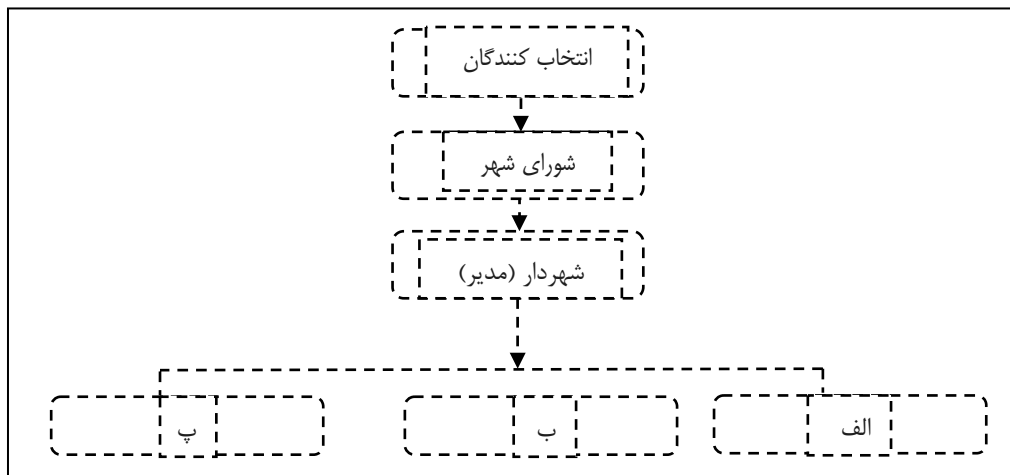 انتخاب کنندگان
شورای شهر
شهردار (مدیر)
الف
ب
پ